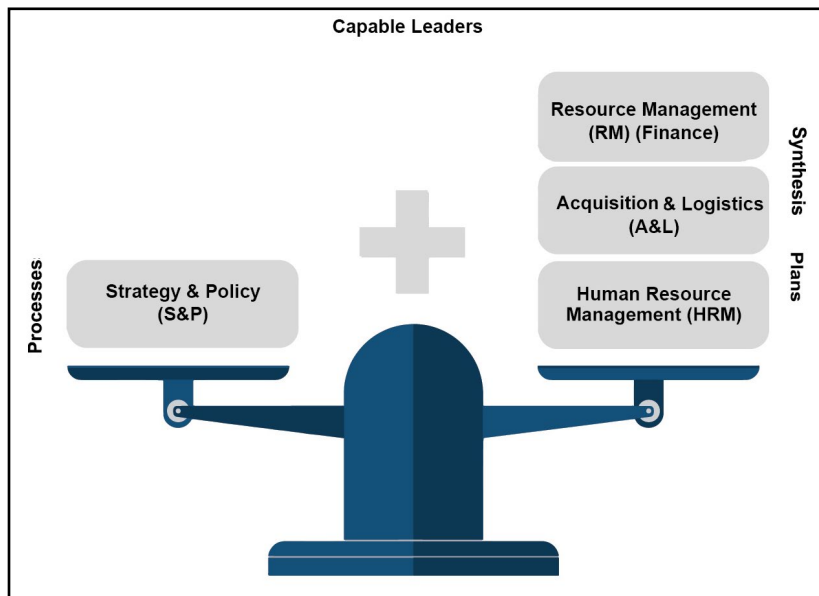 Capable Leaders
Resource Management
(RM) (Finance)
Synthesis
Acquisition & Logistics
(A&L)
Plans
Processes
Strategy & Policy
(S&P)
Human Resource
Management (HRM)